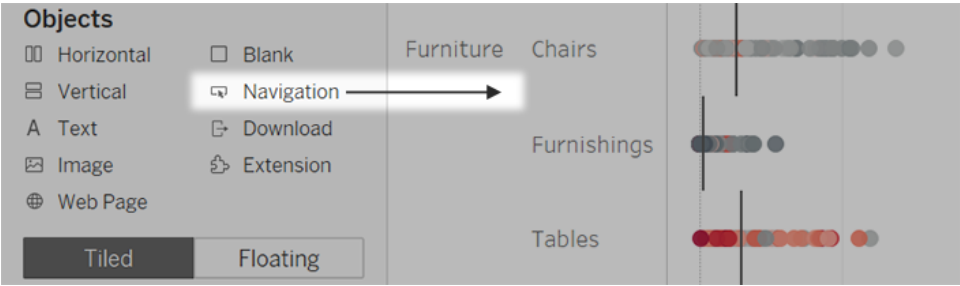 Objects
Horizontal
Blank
Vertical
Navigation
A Text
Download
Image
Extension
Web Page
Tiled
Floating
Furniture
Chairs
Furnishings
Tables